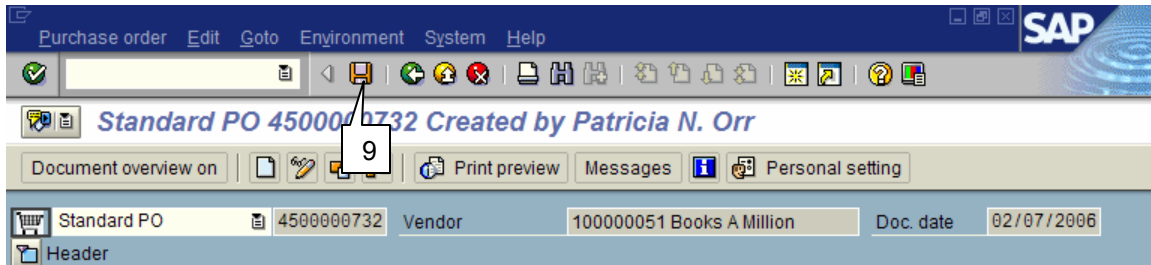 Purchase order Edit Goto Environment System Help
SAP
Standard PO 4500000732 Created by Patricia N. Orr
9
Document overview on Print preview Messages Personal setting
Standard PO 4500000732 Vendor 100000051 Books A Million Doc. date 02/07/2006
Header